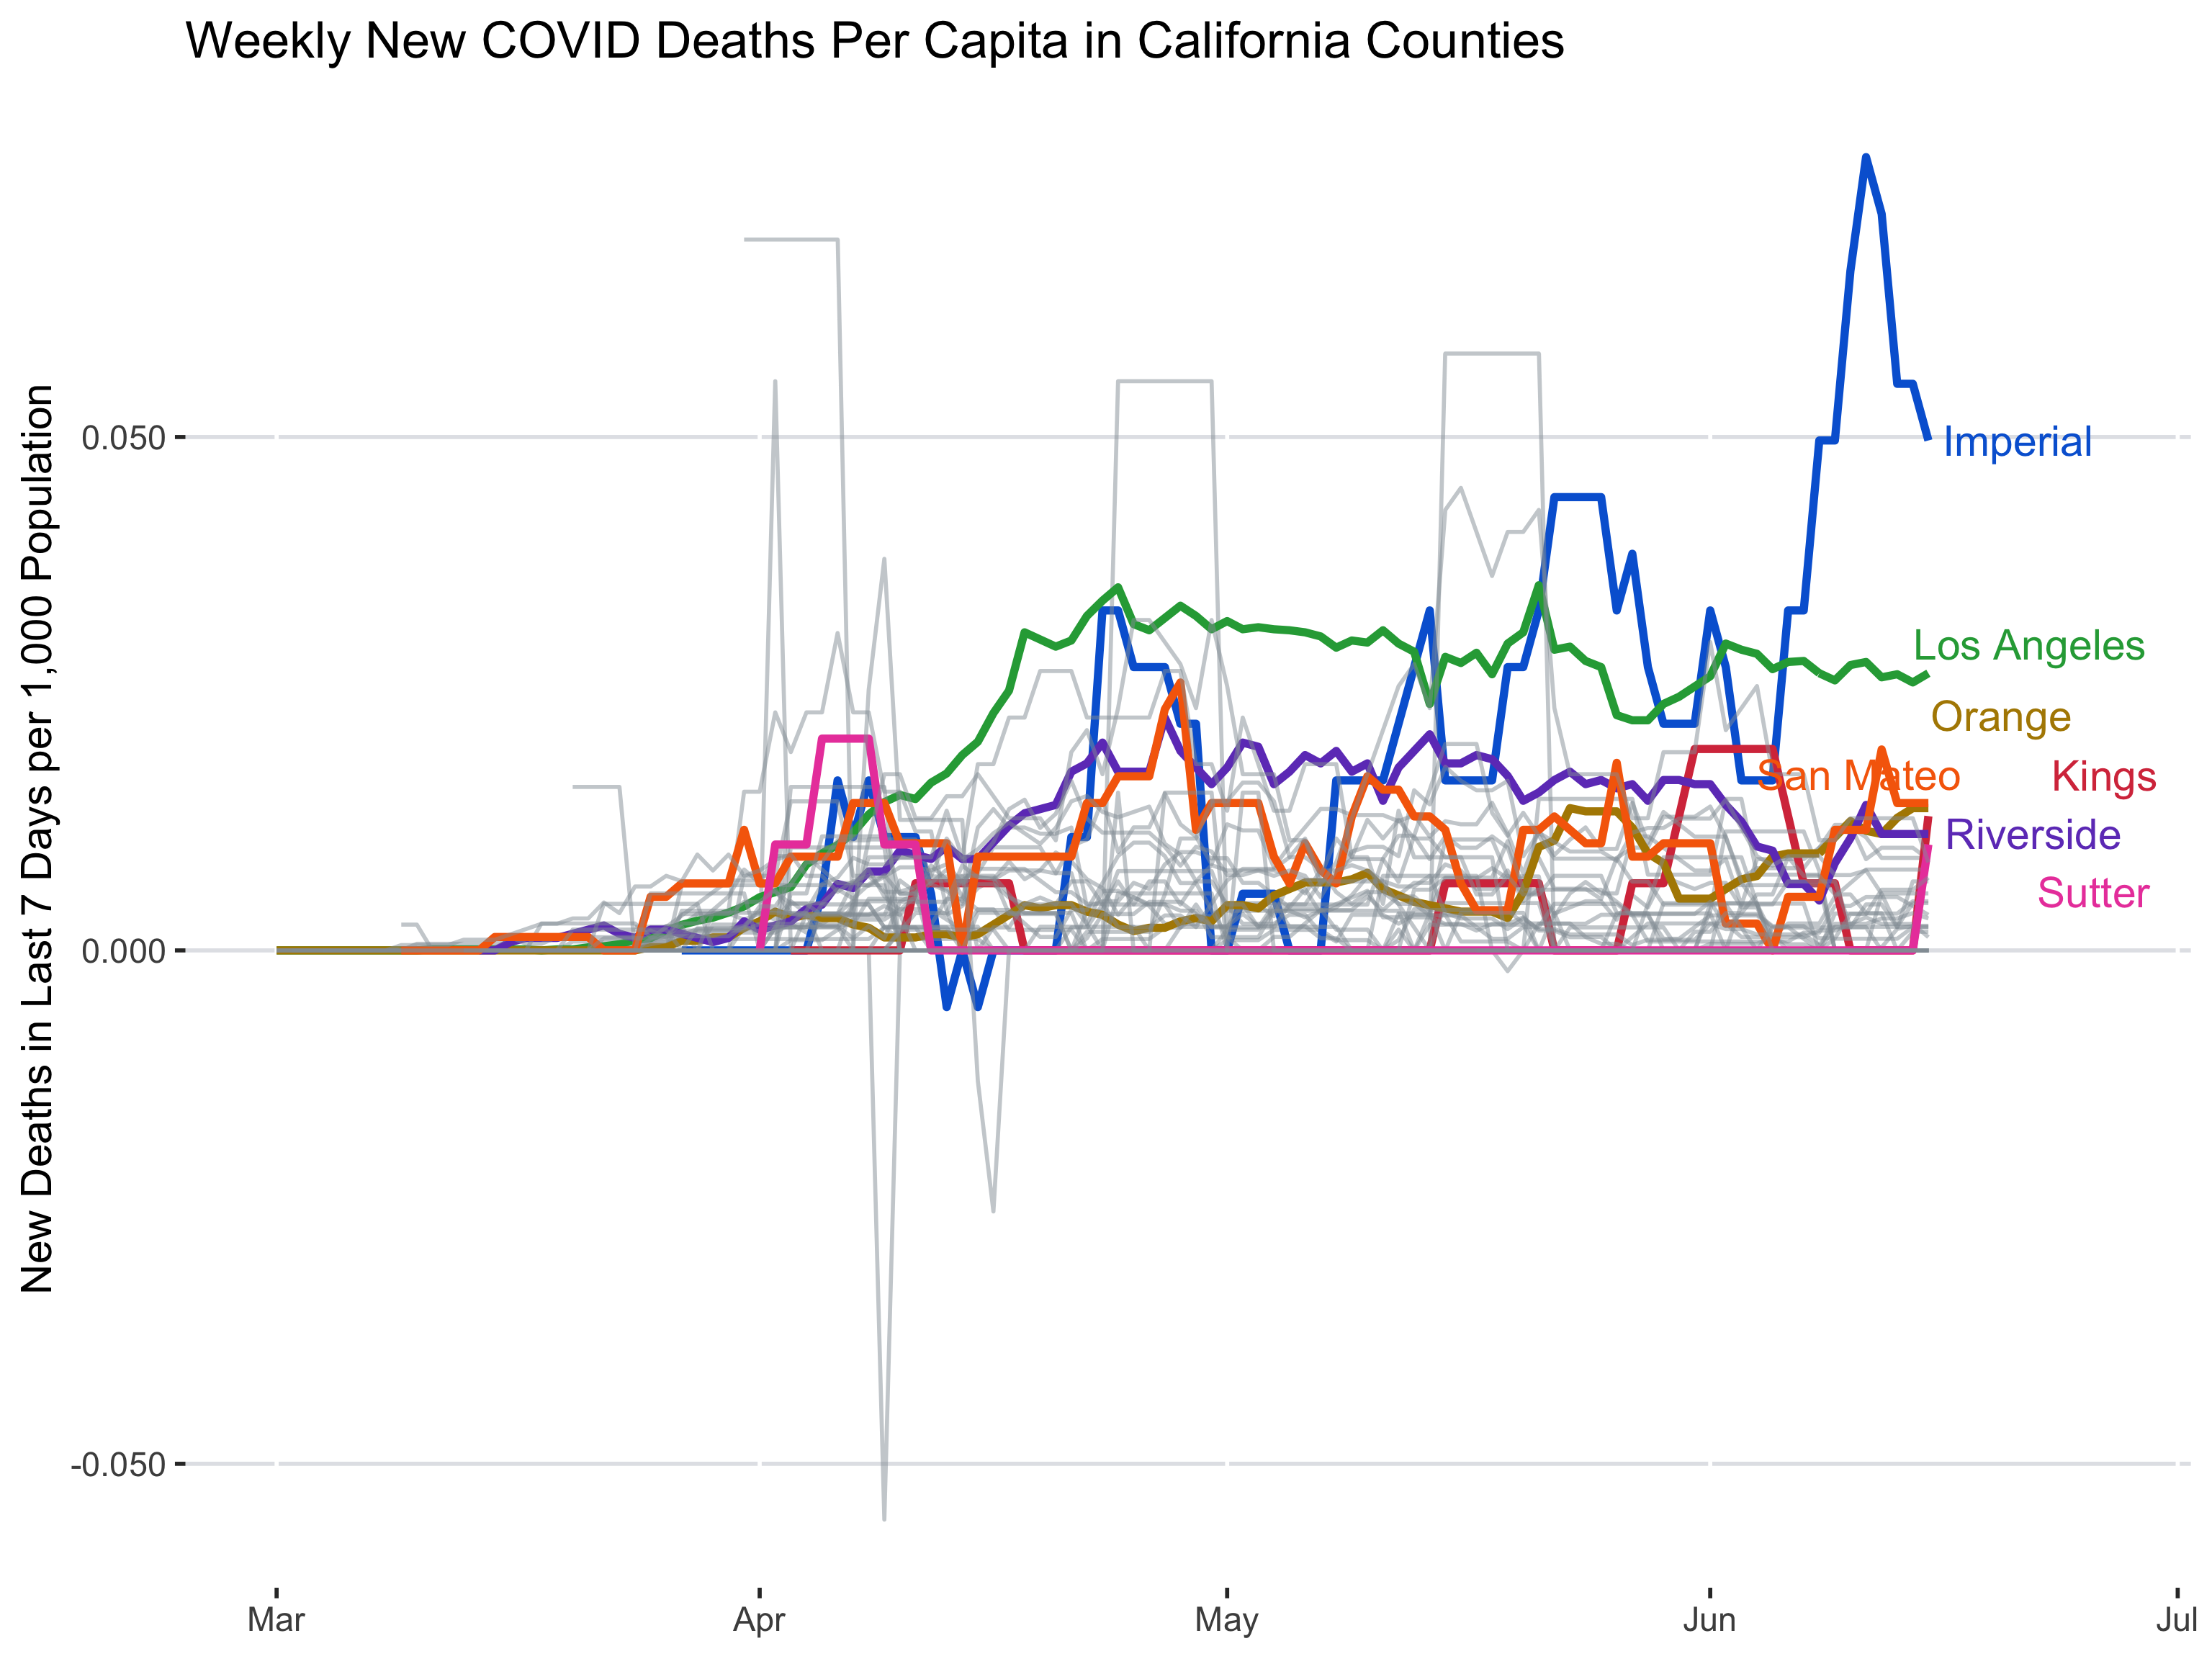 Weekly New COVID Deaths Per Capita in California Counties
New Deaths in Last 7 Days per 1,000 Population
0.050
0.000
-0.050
Imperial
Los Angeles
Orange
San Mateo
Kings
Riverside
Sutter
Mar
Apr
May
Jun
Jul